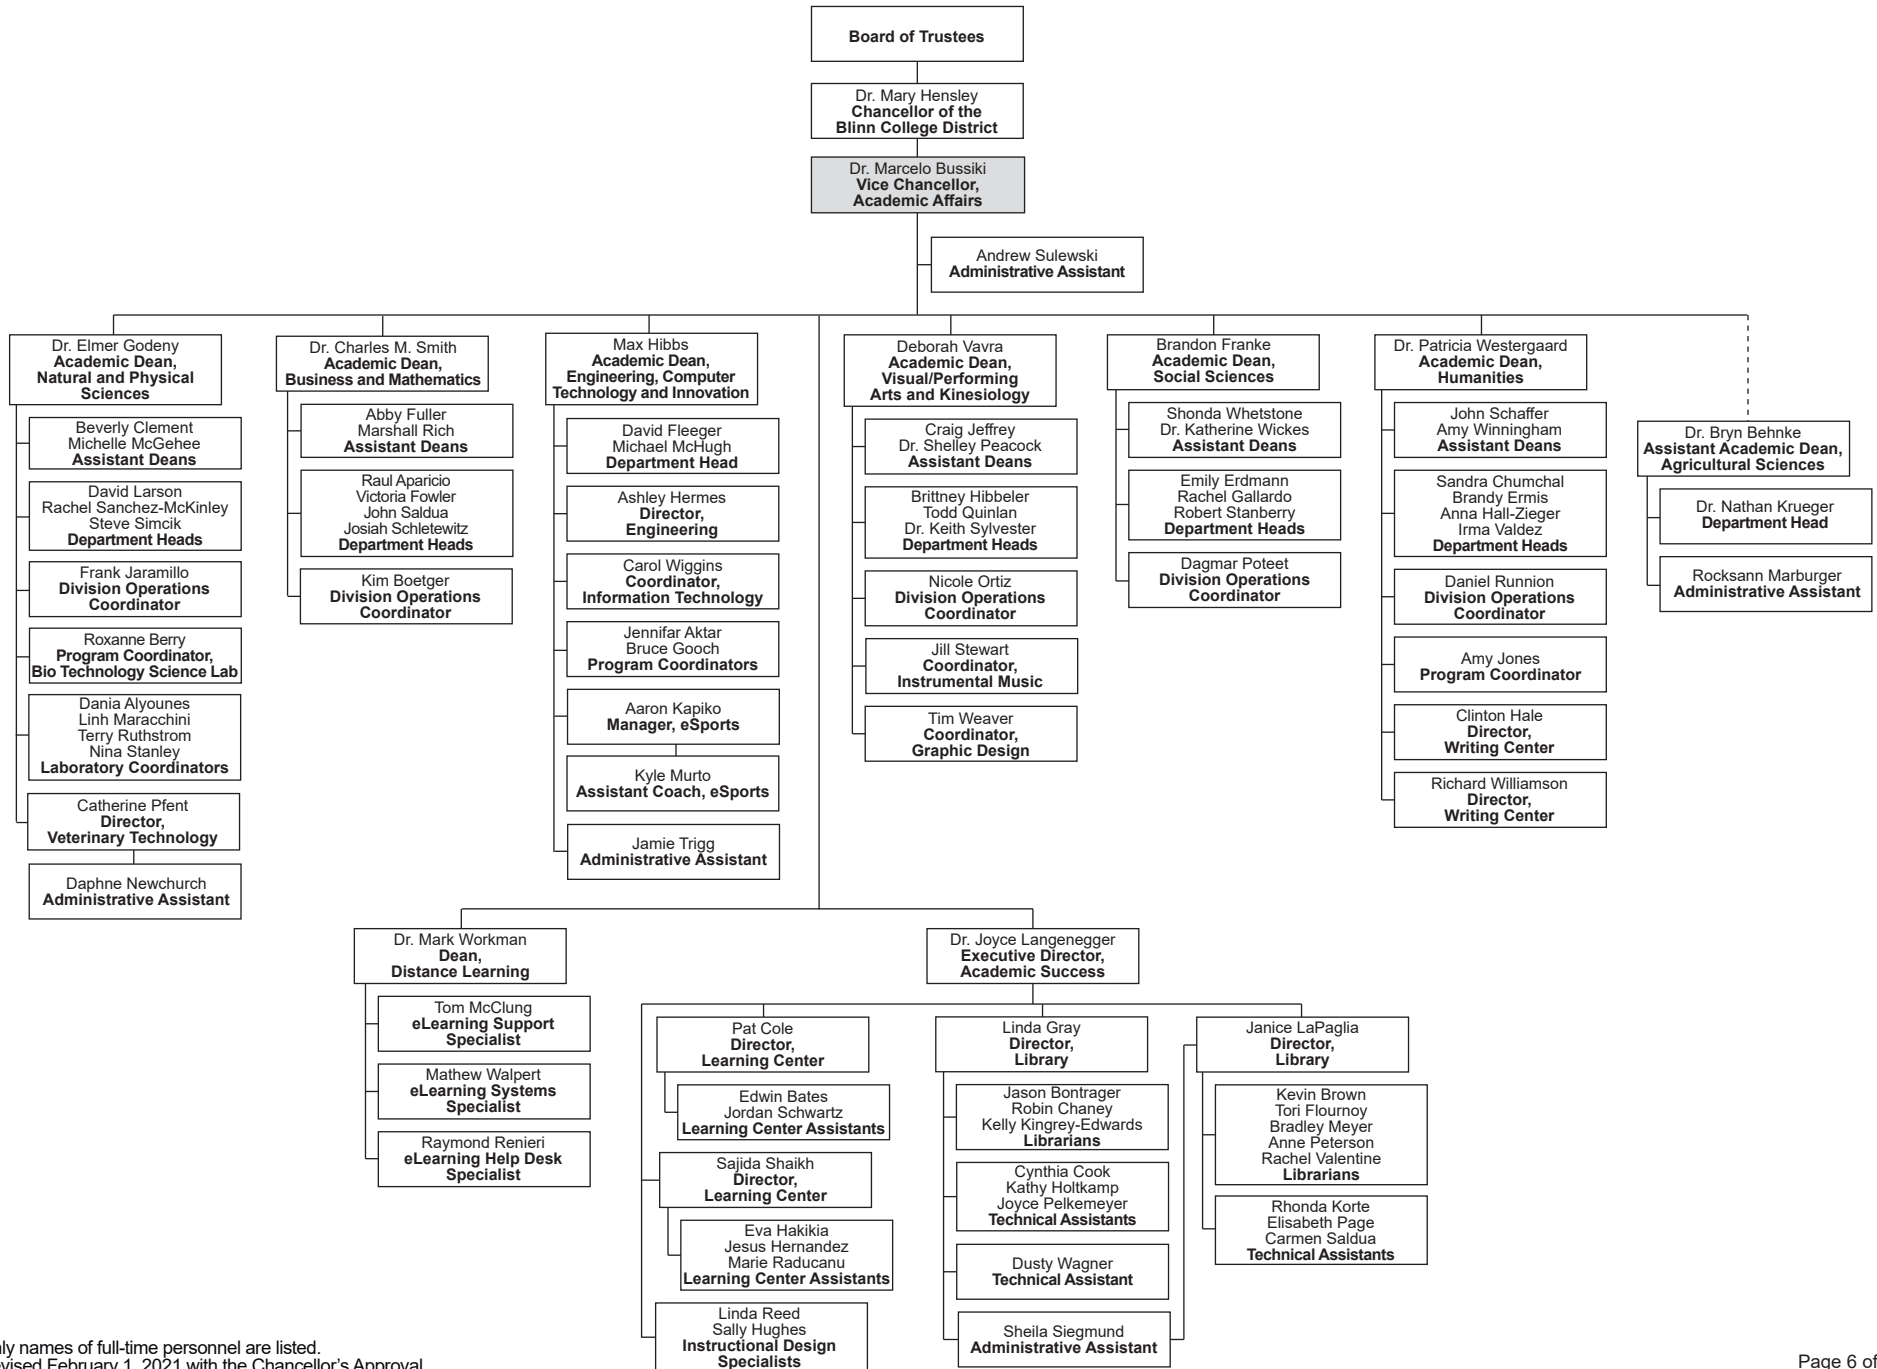 Board of Trustees
Dr. Mary Hensley
Chancellor of the
Blinn College District
Dr. Marcelo Bussiki
Vice Chancellor,
Academic Affairs
Andrew Sulewski
Administrative Assistant
Dr. Elmer Godeny
Academic Dean,
Natural and Physical
Sciences
Beverly Clement
Michelle McGehee
Assistant Deans
David Larson
Rachel Sanchez-McKinley
Steve Simcik
Department Heads
Frank Jaramillo
Division Operations
Coordinator
Roxanne Berry
Program Coordinator,
Bio Technology Science Lab
Dania Alyounes
Linh Maracchini
Terry Ruthstrom
Nina Stanley
Laboratory Coordinators
Catherine Pfent
Director,
Veterinary Technology
Daphne Newchurch
Administrative Assistant
Dr. Charles M. Smith
Academic Dean,
Business and Mathematics
Abby Fuller
Marshall Rich
Assistant Deans
Raul Aparicio
Victoria Fowler
John Saldua
Josiah Schletewitz
Department Heads
Kim Boetger
Division Operations
Coordinator
Max Hibbs
Academic Dean,
Engineering, Computer
Technology and Innovation
David Fleeger
Michael McHugh
Department Head
Ashley Hermes
Director,
Engineering
Carol Wiggins
Coordinator,
Information Technology
Jennifar Aktar
Bruce Gooch
Program Coordinators
Aaron Kapiko
Manager, eSports
Kyle Murto
Assistant Coach, eSports
Jamie Trigg
Administrative Assistant
Deborah Vavra
Academic Dean,
Visual/Performing
Arts and Kinesiology
Craig Jeffrey
Dr. Shelley Peacock
Assistant Deans
Brittney Hibbeler
Todd Quinlan
Dr. Keith Sylvester
Department Heads
Nicole Ortiz
Division Operations
Coordinator
Jill Stewart
Coordinator,
Instrumental Music
Tim Weaver
Coordinator,
Graphic Design
Brandon Franke
Academic Dean,
Social Sciences
Shonda Whetstone
Dr. Katherine Wickes
Assistant Deans
Emily Erdmann
Rachel Gallardo
Robert Stanberry
Department Heads
Dagmar Poteet
Division Operations
Coordinator
Dr. Patricia Westergaard
Academic Dean,
Humanities
John Schaffer
Amy Winningham
Assistant Deans
Sandra Chumchal
Brandy Ermis
Anna Hall-Zieger
Irma Valdez
Department Heads
Daniel Runnion
Division Operations
Coordinator
Amy Jones
Program Coordinator
Clinton Hale
Director,
Writing Center
Richard Williamson
Director,
Writing Center
Dr. Bryn Behnke
Assistant Academic Dean,
Agricultural Sciences
Dr. Nathan Krueger
Department Head
Rocksann Marburger
Administrative Assistant
Dr. Mark Workman
Dean,
Distance Learning
Tom McClung
eLearning Support
Specialist
Mathew Walpert
eLearning Systems
Specialist
Raymond Renieri
eLearning Help Desk
Specialist
Dr. Joyce Langenegger
Executive Director,
Academic Success
Pat Cole
Director,
Learning Center
Edwin Bates
Jordan Schwartz
Learning Center Assistants
Sajida Shaikh
Director,
Learning Center
Eva Hakikia
Jesus Hernandez
Marie Raducanu
Learning Center Assistants
Linda Reed
Sally Hughes
Instructional Design
Specialists
Linda Gray
Director,
Library
Jason Bontrager
Robin Chaney
Kelly Kingrey-Edwards
Librarians
Cynthia Cook
Kathy Holtkamp
Joyce Pelkemeyer
Technical Assistants
Dusty Wagner
Technical Assistant
Sheila Siegmund
Administrative Assistant
Janice LaPaglia
Director,
Library
Kevin Brown
Tori Flournoy
Bradley Meyer
Anne Peterson
Rachel Valentine
Librarians
Rhonda Korte
Elisabeth Page
Carmen Saldua
Technical Assistants
names of full-time personnel are listed.
February 1, 2021 with the Chancellor's Approval
Page 6 of